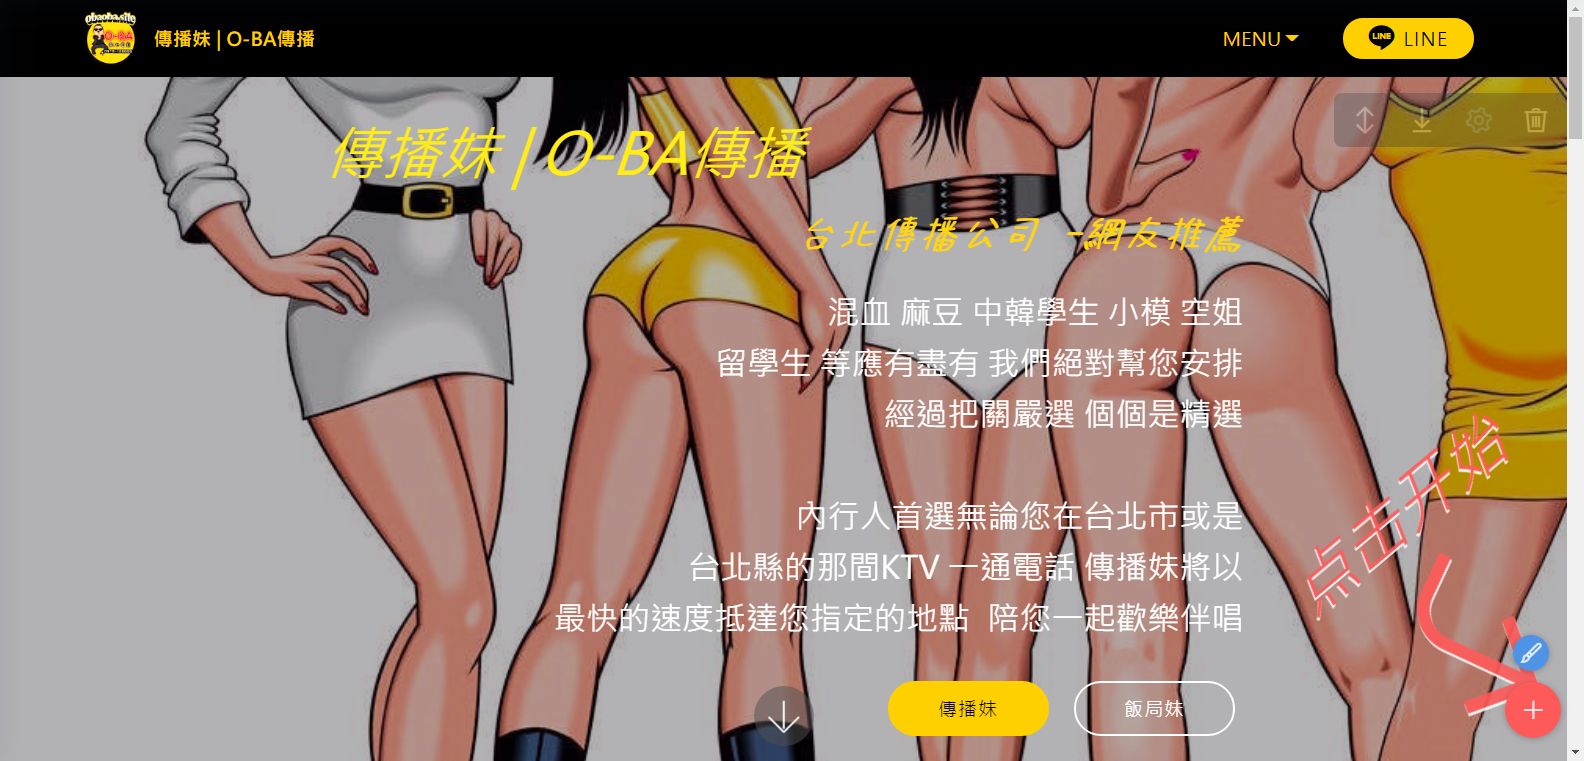 obaoba.site
O-BA
傳播妹 | O-BA傳播
MENU
LINE
LINE
傳播妹 | O-BA傳播
台北傳播公司 -網友推薦
混血 麻豆 中韓學生 小模 空姐
留學生 等應有盡有 我們絕對幫您安排
經過把關嚴選 個個是精選
內行人首選無論您在台北市或是
台北縣的那間KTV 一通電話 傳播妹將以
最快的速度抵達您指定的地點 陪您一起歡樂伴唱
点击开始
傳播妹
飯局妹